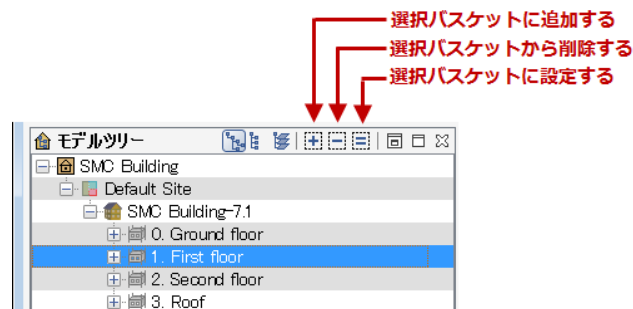 選択バスケットに追加する
選択バスケットから削除する
選択バスケットに設定する
モデルツリー
SMC Building
Default Site
SMC Building-7.1
0. Ground floor
1. First floor
2. Second floor
3. Roof